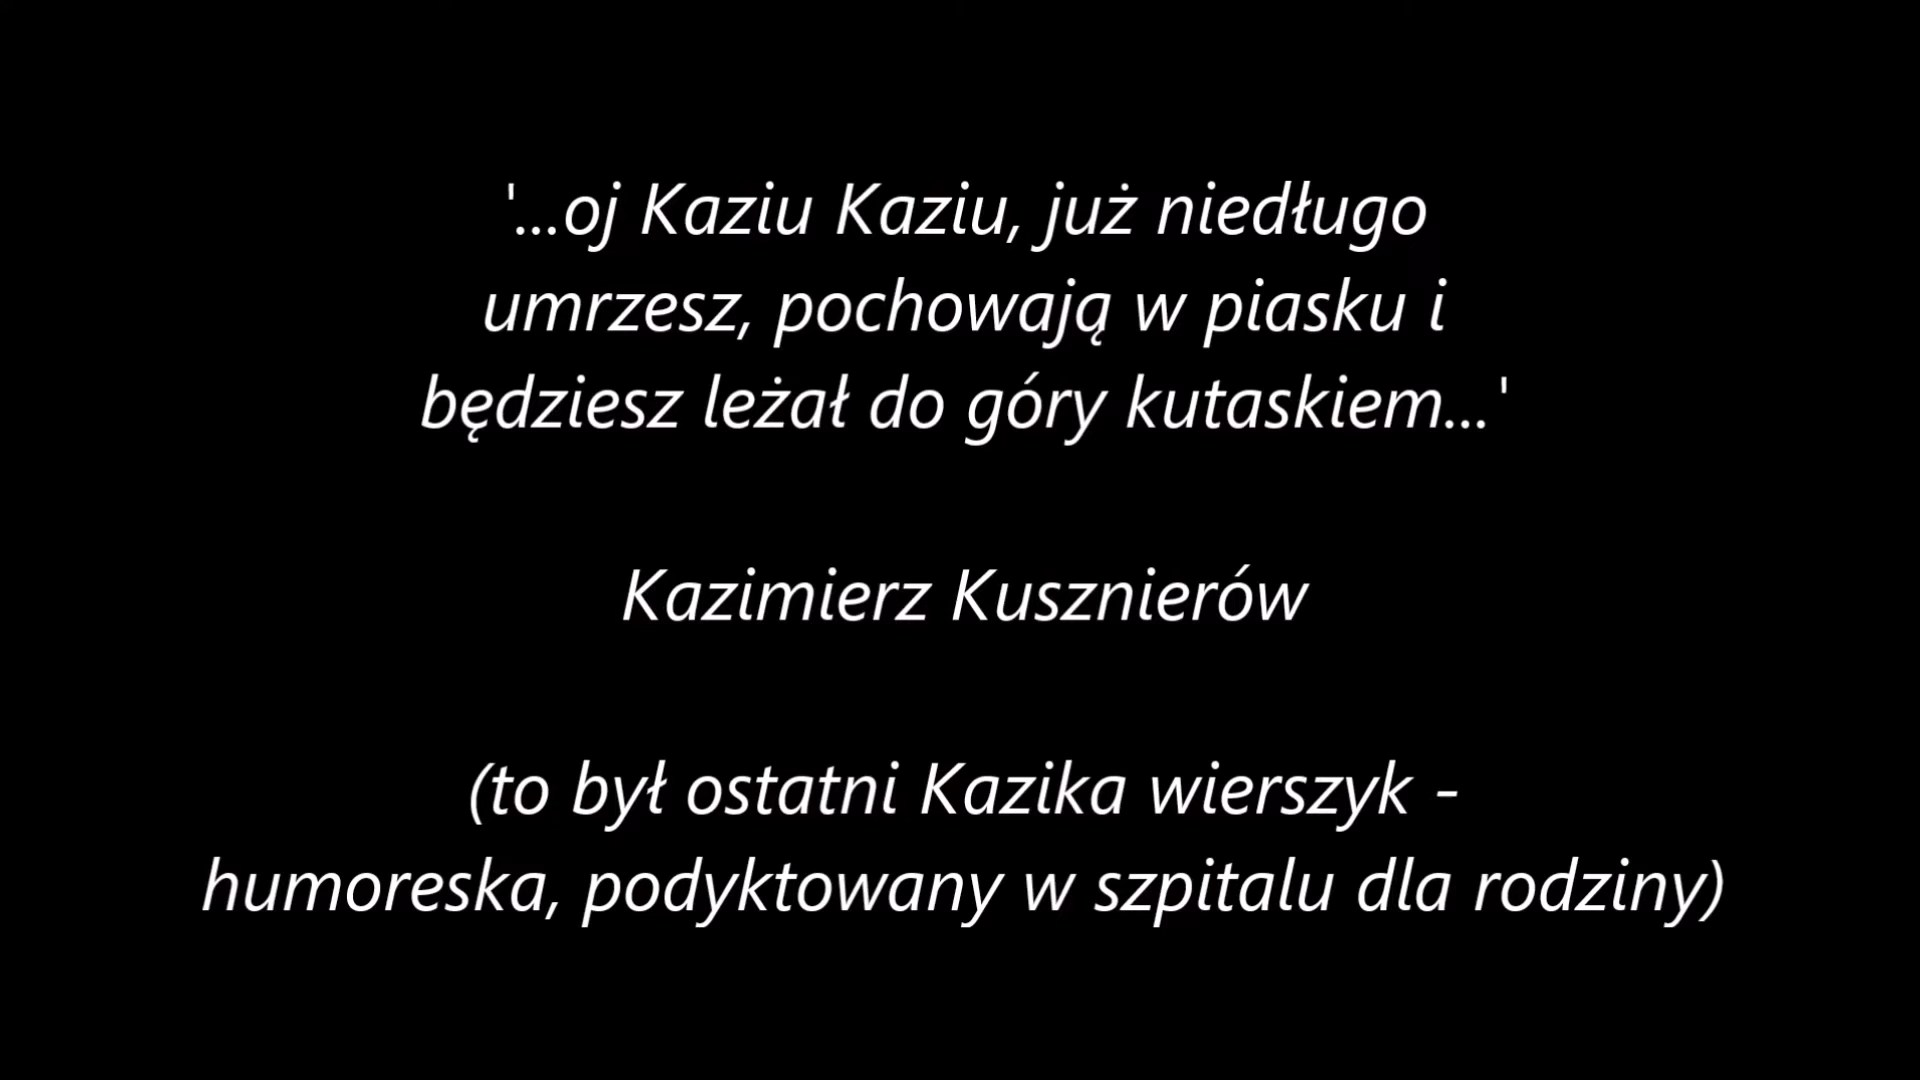 '...oj Kaziu Kaziu, już niedługo
umrzesz, pochowają w piasku i
będziesz leżał do góry kutaskiem...'
Kazimierz Kusznierów
(to był ostatni Kazika wierszyk -
humoreska, podyktowany w szpitalu dla rodziny)